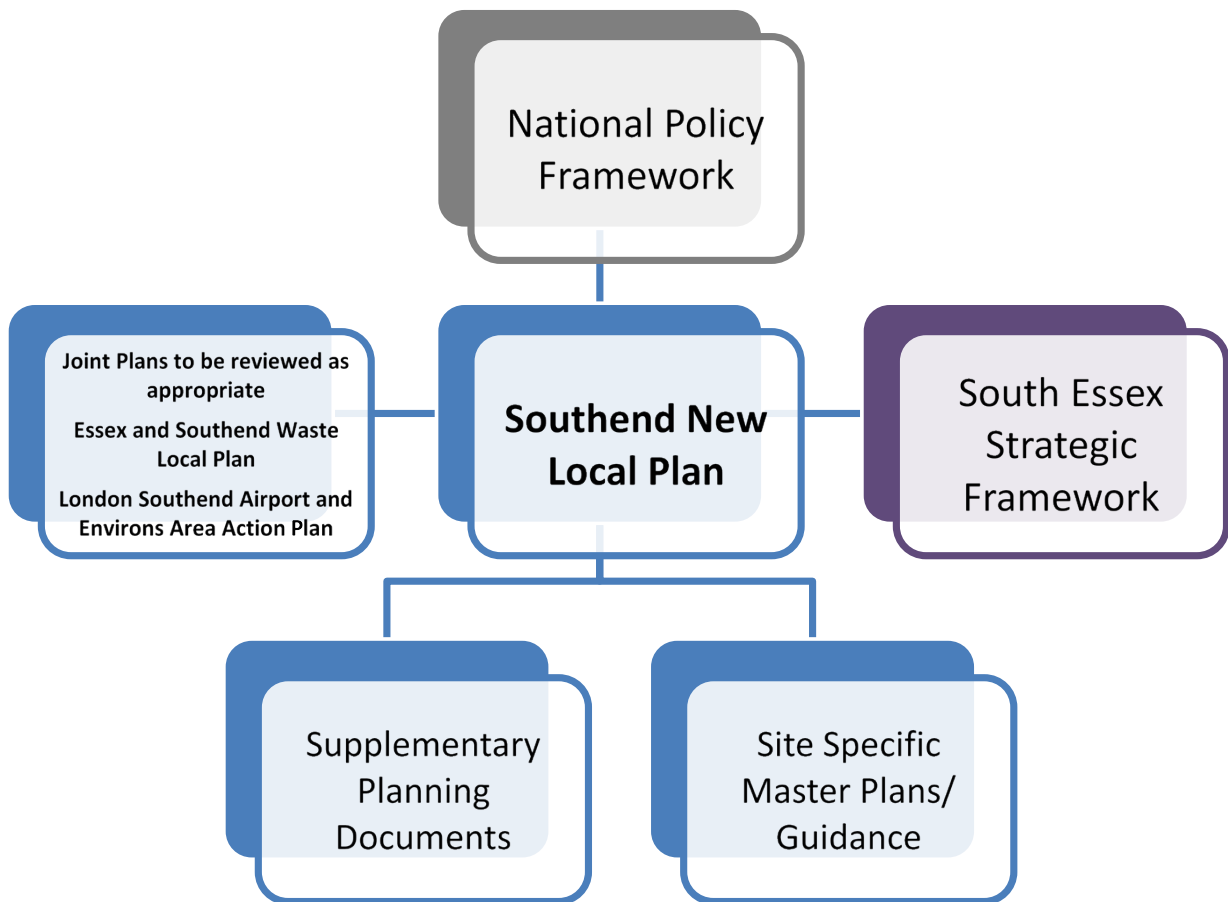 National Policy
Framework
Joint Plans to be reviewed as
appropriate
Essex and Southend Waste
Local Plan
London Southend Airport and
Environs Area Action Plan
Southend New
Local Plan
South Essex
Strategic
Framework
Supplementary
Planning
Documents
Site Specific
Master Plans/
Guidance